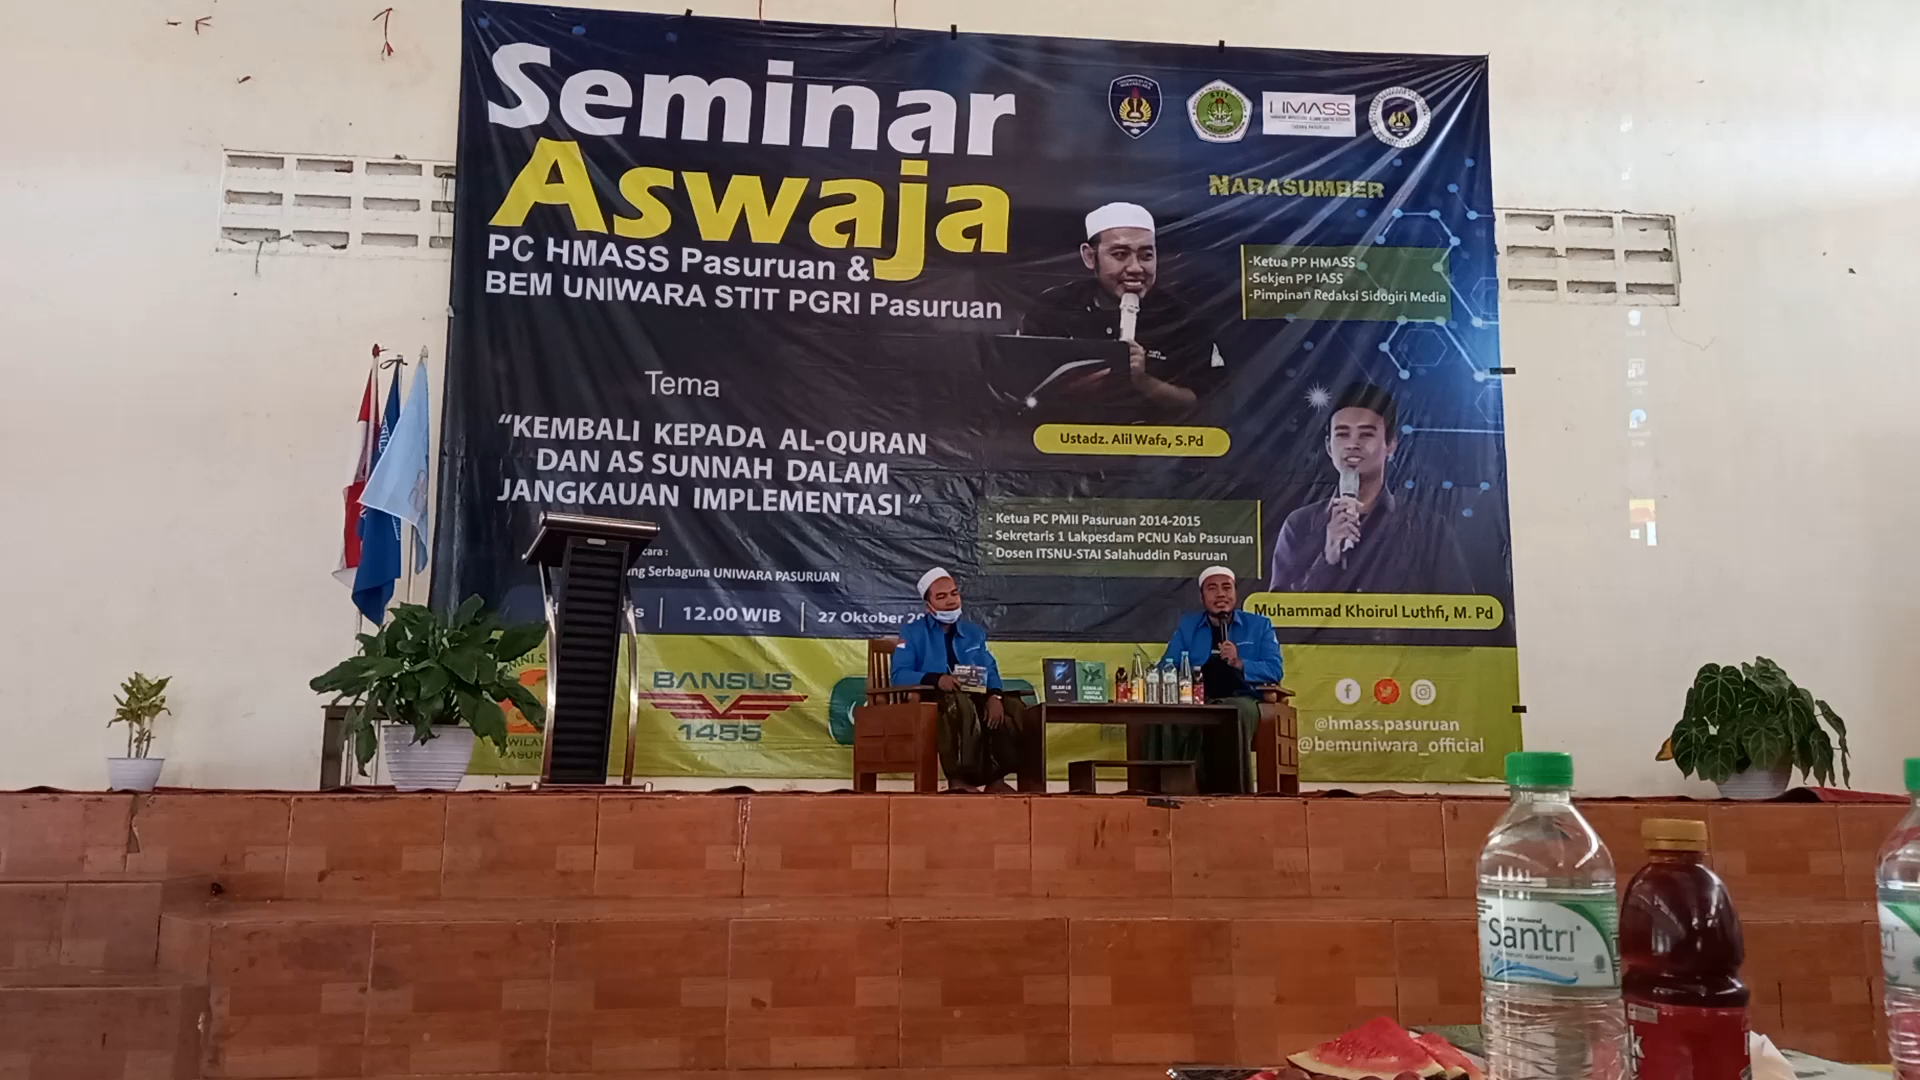 Seminar
Aswaja
PC HMASS Pasuruan &
BEM UNIWARA STIT PGRI Pasuruan
Tema
“KEMBALI KEPADA AL-QURAN
DAN AS SUNNAH DALAM
JANGKAUAN IMPLEMENTASI”
Serbaguna UNIWARA PASURUAN
12.00 WIB
27 Oktober
HMASS
NARASUMBER
-Ketua PP HMASS
-Sekjen PP IASS
-Pimpinan Redaksi Sidogiri Media
Ustadz. Alil Wafa, S.Pd
- Ketua PC PMII Pasuruan 2014-2015
- Sekretaris 1 Lakpesdam PCNU Kab Pasuruan
- Dosen ITSNU-STAI Salahuddin Pasuruan
Muhammad Khoirul Luthfi, M. Pd
BANSUS
1455
@hmass.pasuruan
@bemuniwara_official
Air Mineral
Santri